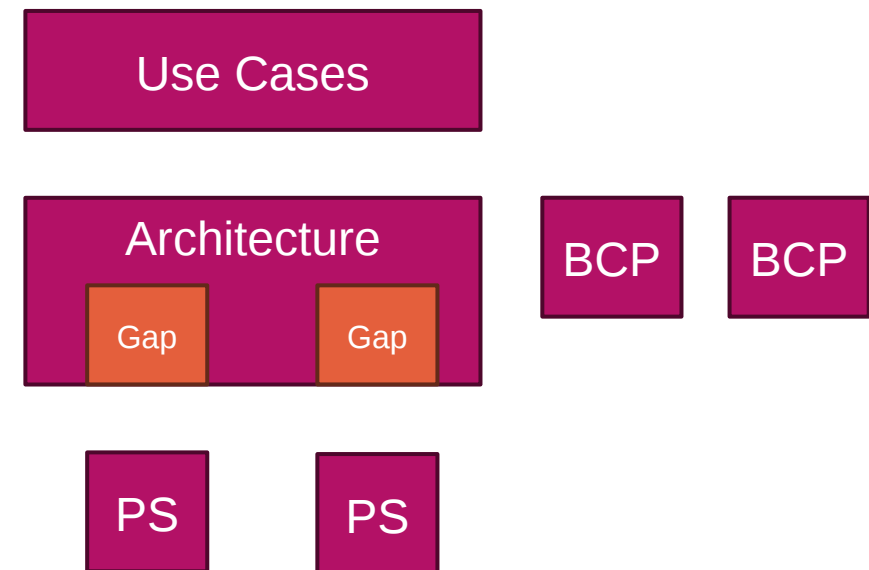 Use Cases
Architecture
BCP
BCP
Gap
Gap
PS
PS